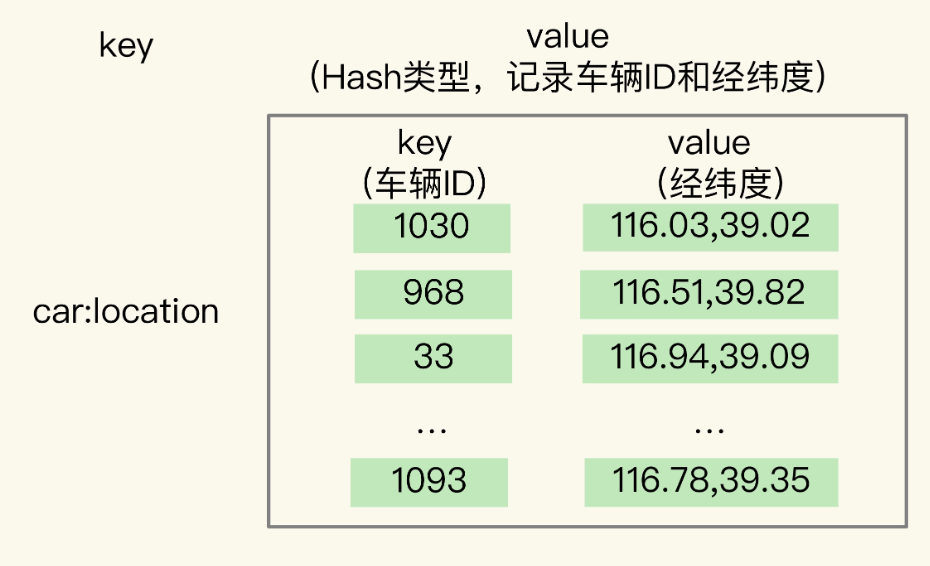 key
value
(Hash类型，记录车辆ID和经纬度)
key
(车辆ID)
value
(经纬度)
1030
116.03,39.02
968
116.51,39.82
car:location
33
116.94,39.09
...
...
1093
116.78,39.35